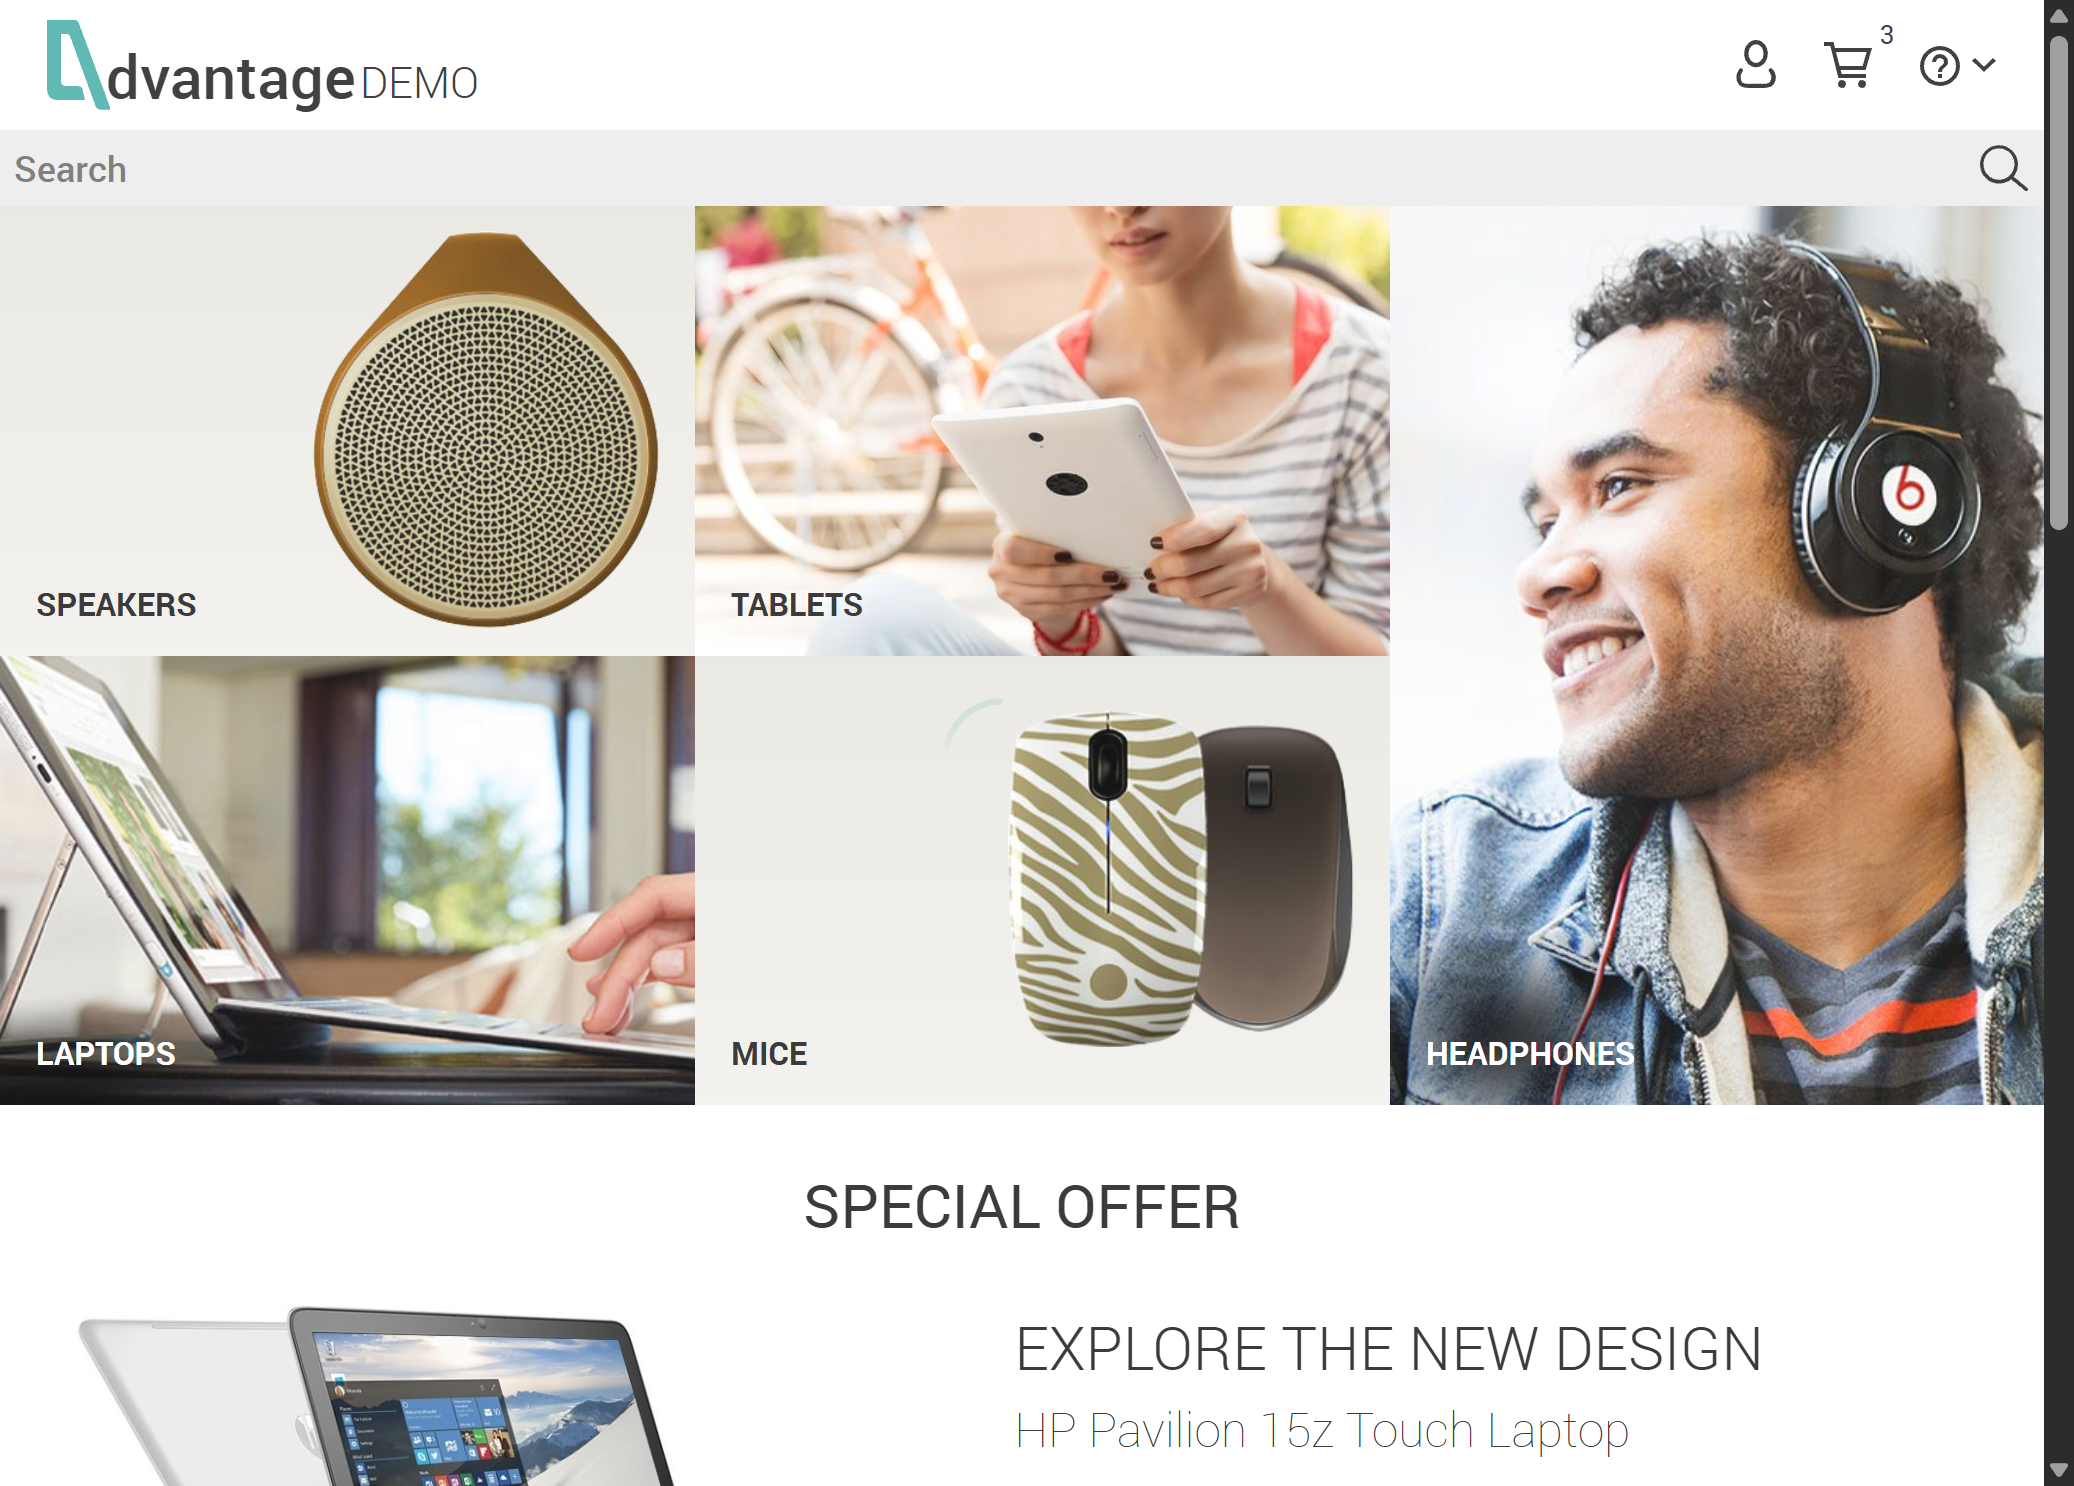 dvantage DEMO
3
Search
SPEAKERS
TABLETS
LAPTOPS
MICE
HEADPHONES
SPECIAL OFFER
EXPLORE THE NEW DESIGN
HP Pavilion 15z Touch Laptop